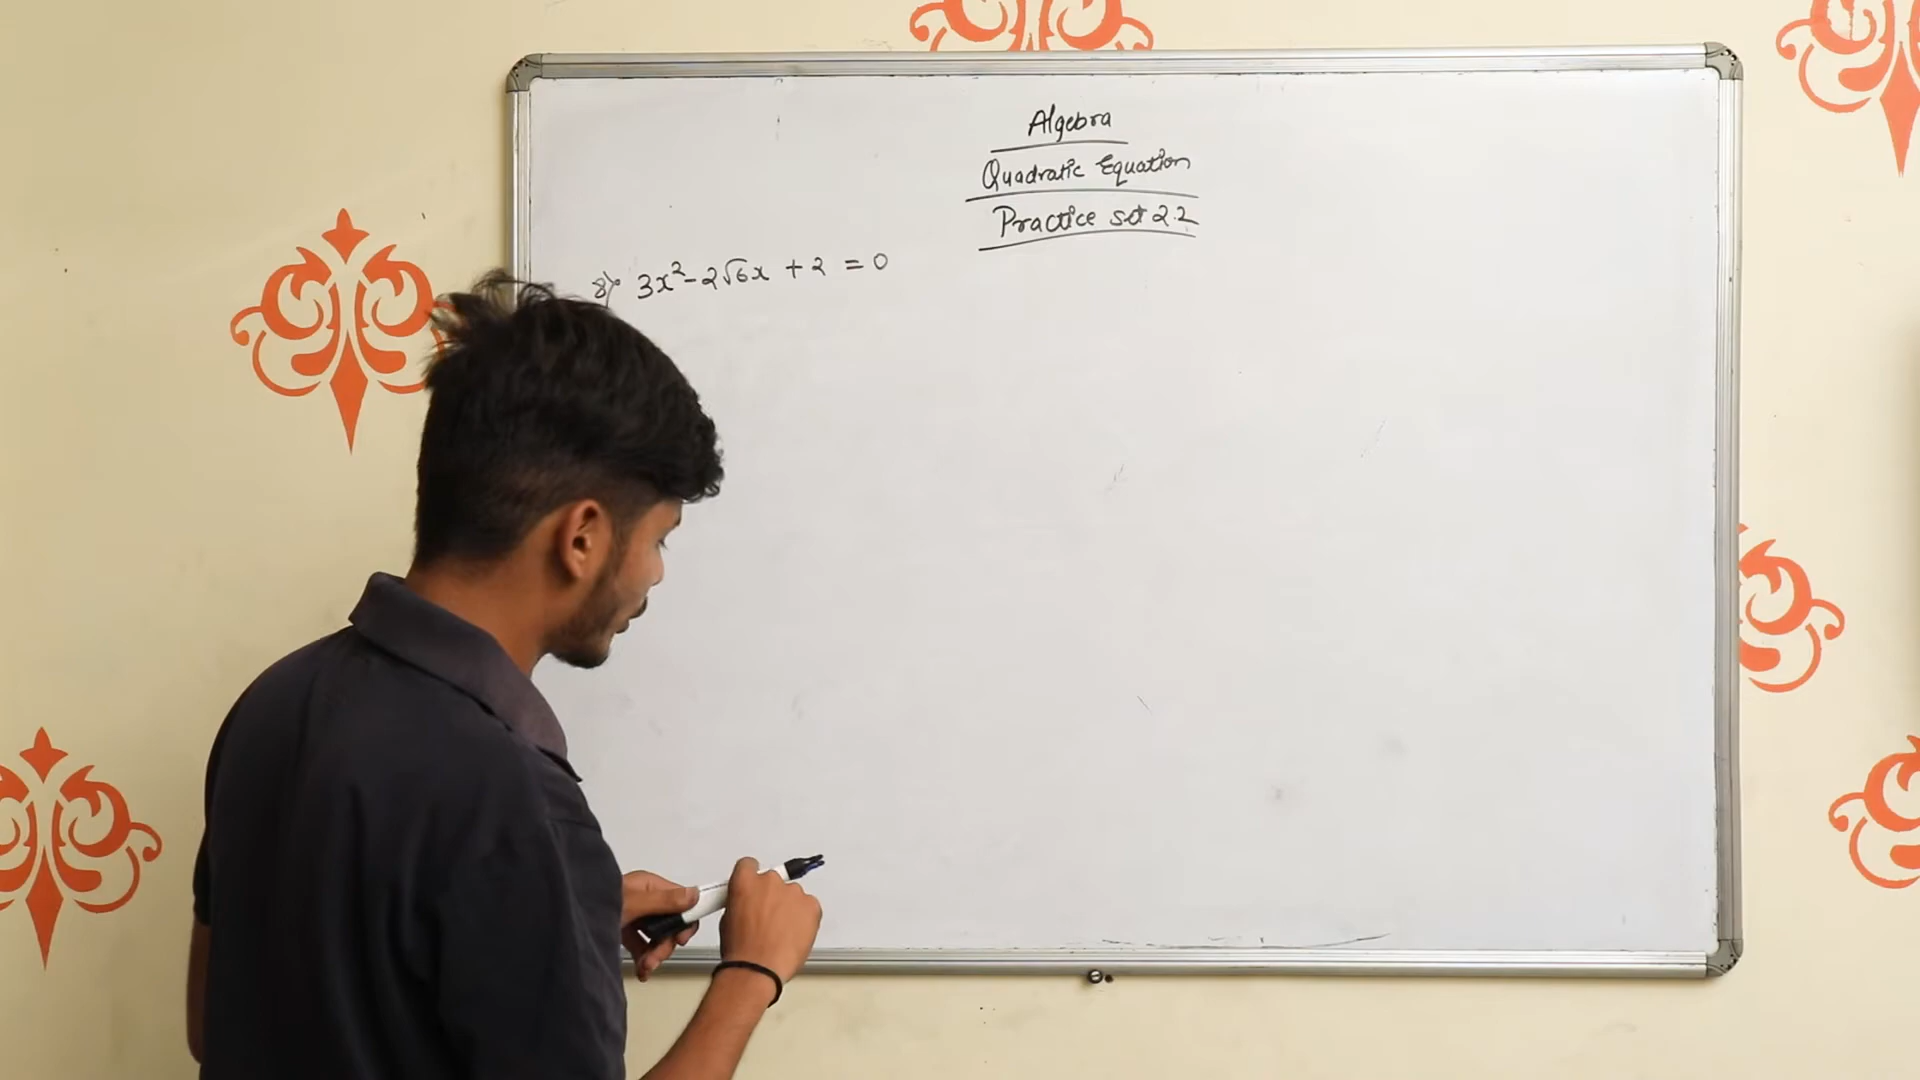 Algebra
Quadratic Equation
Practice set 2.2
8) 3x²-2√6x + 2 = 0